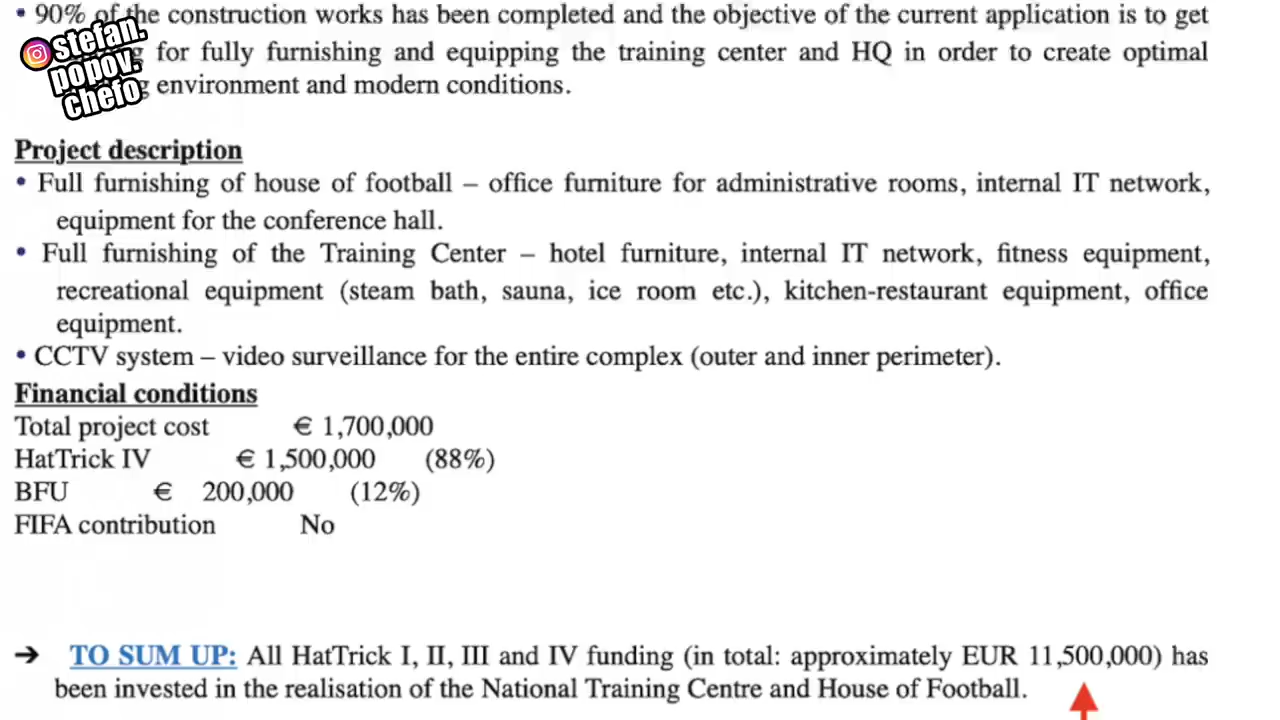 • 90% of the construction works has been completed and the objective of the current application is to get
for fully furnishing and equipping the training center and HQ in order to create optimal
environment and modern conditions.
stefan.
popov.
chefo
Project description
• Full furnishing of house of football – office furniture for administrative rooms, internal IT network,
equipment for the conference hall.
• Full furnishing of the Training Center – hotel furniture, internal IT network, fitness equipment,
recreational equipment (steam bath, sauna, ice room etc.), kitchen-restaurant equipment, office
equipment.
• CCTV system – video surveillance for the entire complex (outer and inner perimeter).
Financial conditions
Total project cost € 1,700,000
HatTrick IV € 1,500,000 (88%)
BFU € 200,000 (12%)
FIFA contribution No
➔ TO SUM UP: All HatTrick I, II, III and IV funding (in total: approximately EUR 11,500,000) has
been invested in the realisation of the National Training Centre and House of Football.